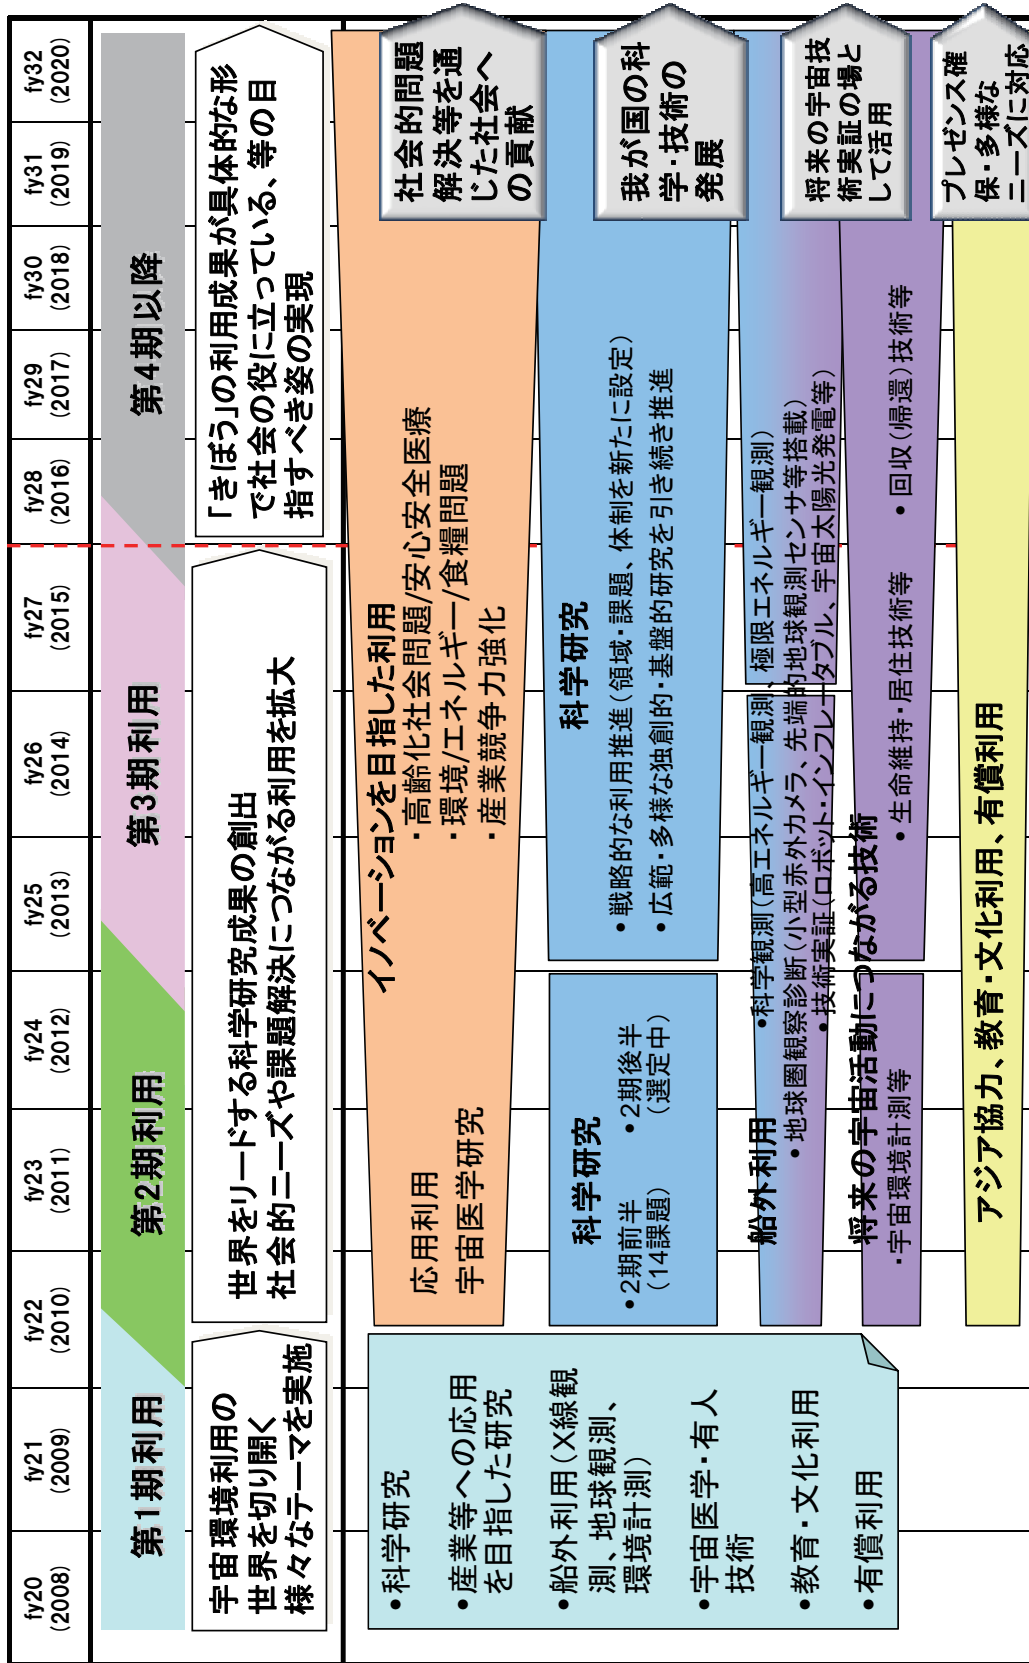 fy20
(2008)
fy21
(2009)
fy22
(2010)
fy23
(2011)
fy24
(2012)
fy25
(2013)
fy26
(2014)
fy27
(2015)
fy28
(2016)
fy29
(2017)
fy30
(2018)
fy31
(2019)
fy32
(2020)
第1期利用
第2期利用
第3期利用
第4期以降
宇宙環境利用の
世界を切り開く
様々なテーマを実施
世界をリードする科学研究成果の創出
社会的ニーズや課題解決につながる利用を拡大
「きぼう」の利用成果が具体的な形
で社会の役に立っている、等の目
指すべき姿の実現
•科学研究
•産業等への応用
を目指した研究
•船外利用(X線観
測、地球観測、
環境計測)
•宇宙医学・有人
技術
•教育・文化利用
•有償利用
イノベーションを目指した利用
・高齢化社会問題/安心安全医療
・環境/エネルギー/食糧問題
・産業競争力強化
応用利用
宇宙医学研究
社会的問題
解決等を通
じた社会へ
の貢献
科学研究
•2期前半
(14課題)
•2期後半
(選定中)
科学研究
•戦略的な利用推進(領域・課題、体制を新たに設定)
•広範・多様な独創的・基盤的研究を引き続き推進
我が国の科
学・技術の
発展
船外利用
•科学観測(高エネルギー観測、極限エネルギー観測)
•地球圏観察診断(小型赤外カメラ、先端的地球観測センサ等搭載)
•技術実証(ロボット・インフレータブル、宇宙太陽光発電等)
将来の宇宙技
術実証の場と
して活用
将来の宇宙活動につながる技術
・宇宙環境計測等
•生命維持・居住技術等
•回収(帰還)技術等
アジア協力、教育・文化利用、有償利用
プレゼンス確
保・多様な
ニーズに対応